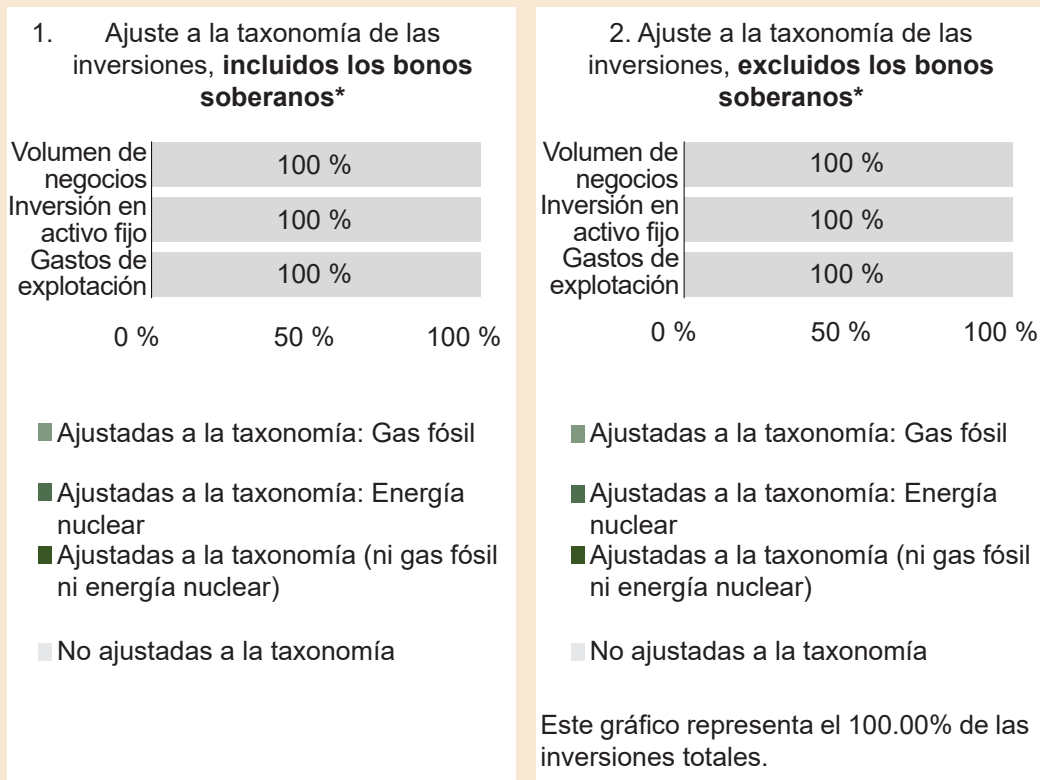 1. Ajuste a la taxonomía de las
inversiones, incluidos los bonos
soberanos*
Volumen de
negocios
100 %
Inversión en
activo fijo
100 %
Gastos de
explotación
100 %
0 % 50 % 100 %
Ajustadas a la taxonomía: Gas fósil
Ajustadas a la taxonomía: Energía
nuclear
Ajustadas a la taxonomía (ni gas fósil
ni energía nuclear)
No ajustadas a la taxonomía
2. Ajuste a la taxonomía de las
inversiones, excluidos los bonos
soberanos*
Volumen de
negocios
100 %
Inversión en
activo fijo
100 %
Gastos de
explotación
100 %
0 % 50 % 100 %
Ajustadas a la taxonomía: Gas fósil
Ajustadas a la taxonomía: Energía
nuclear
Ajustadas a la taxonomía (ni gas fósil
ni energía nuclear)
No ajustadas a la taxonomía
Este gráfico representa el 100.00% de las
inversiones totales.